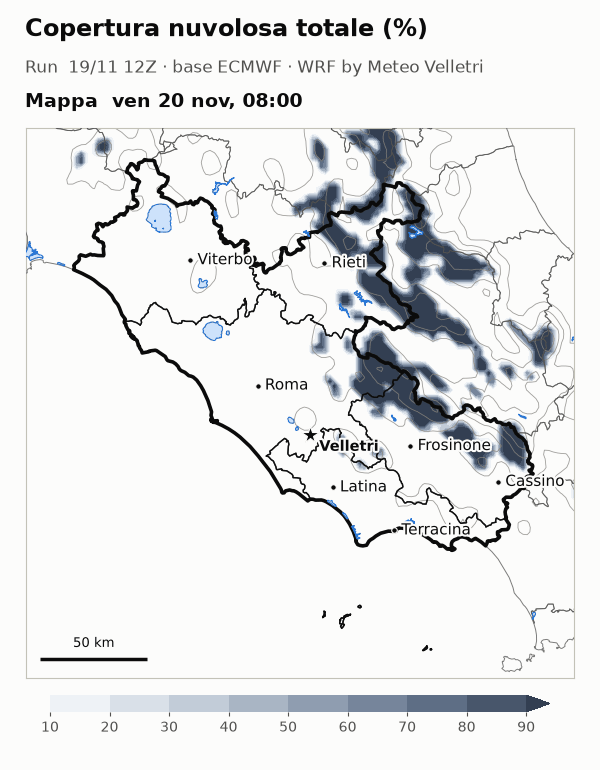 Copertura nuvolosa totale (%)
Run  19/11 12Z · base ECMWF · WRF by Meteo Velletri
Mappa  ven 20 nov, 08:00
Viterbo
Rieti
Roma
Velletri
Frosinone
Latina
Cassino
Terracina
50 km
10 20 30 40 50 60 70 80 90